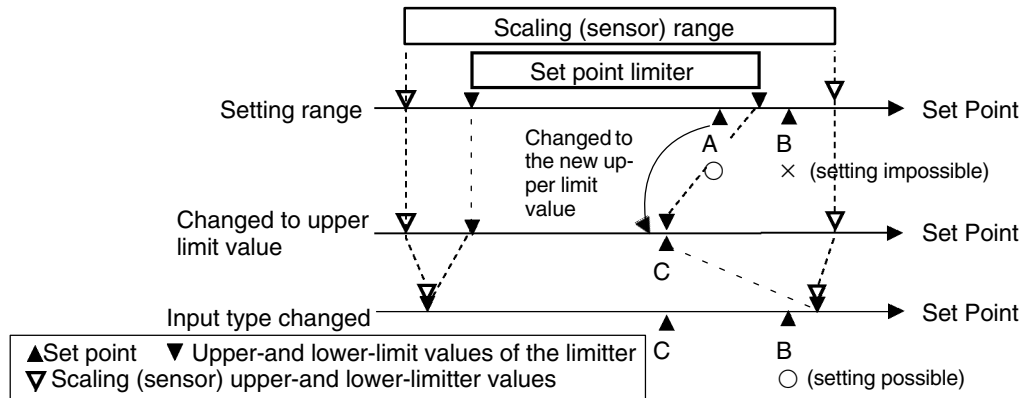 Scaling (sensor) range
Set point limiter
Setting range
Set Point
Changed to
the new up-
per limit
value
A
B
○
× (setting impossible)
Changed to upper
limit value
Set Point
C
Input type changed
Set Point
C
B
○ (setting possible)
▲Set point ▼ Upper-and lower-limit values of the limitter
▽ Scaling (sensor) upper-and lower-limitter values